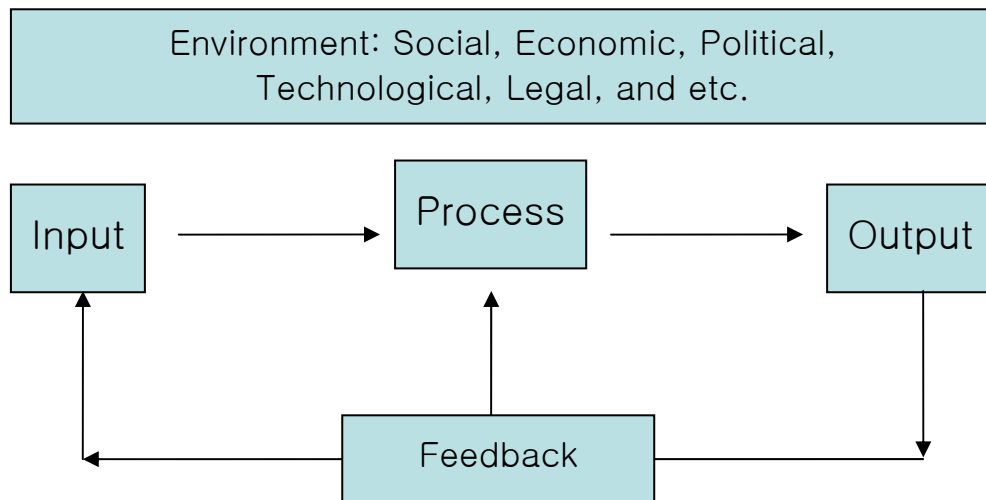 Environment: Social, Economic, Political,
Technological, Legal, and etc.
Input
Process
Output
Feedback